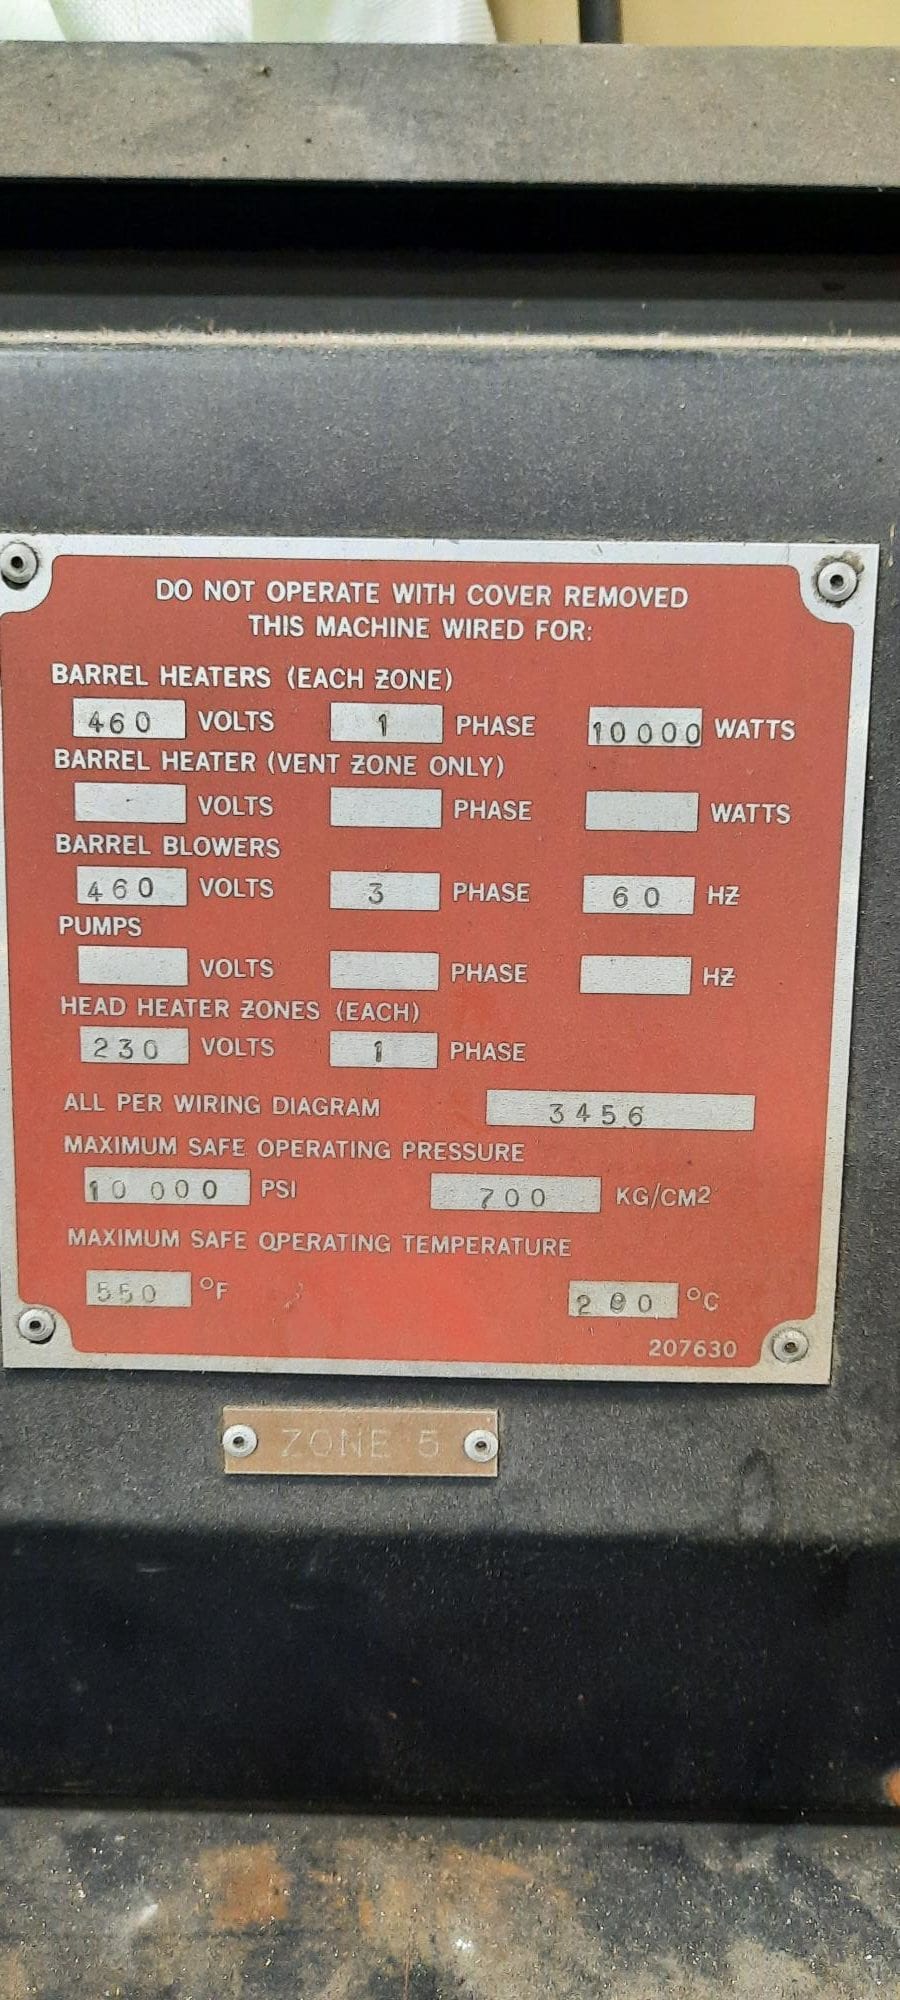 DO NOT OPERATE WITH COVER REMOVED
THIS MACHINE WIRED FOR:
BARREL HEATERS (EACH ZONE)
460 VOLTS 1 PHASE 10000 WATTS
BARREL HEATER (VENT ZONE ONLY)
VOLTS PHASE WATTS
BARREL BLOWERS
460 VOLTS 3 PHASE 60 HZ
PUMPS
VOLTS PHASE HZ
HEAD HEATER ZONES (EACH)
230 VOLTS 1 PHASE
ALL PER WIRING DIAGRAM 3456
MAXIMUM SAFE OPERATING PRESSURE
10 000 PSI 700 KG/CM2
MAXIMUM SAFE OPERATING TEMPERATURE
550 °F °C
207630
ZONE 5